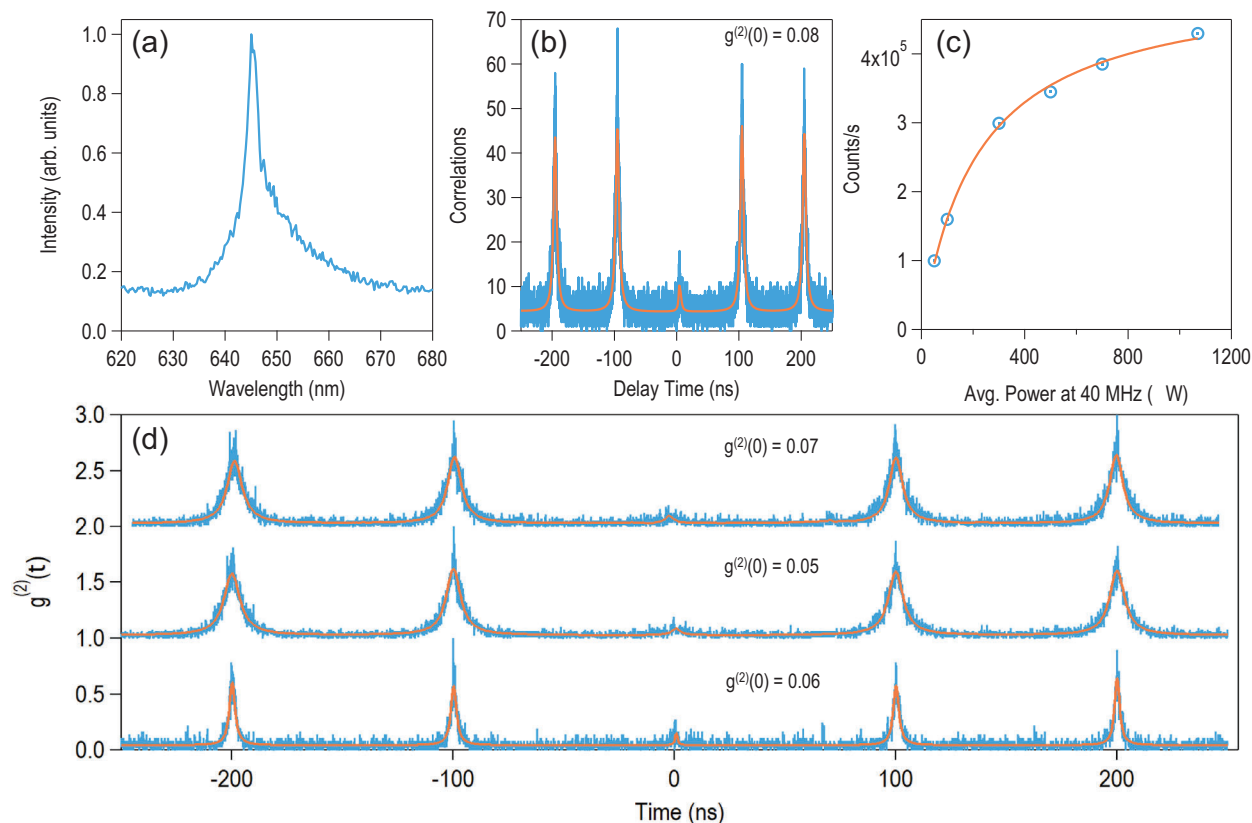 (a)
Intensity (arb. units)
1.0
0.8
0.6
0.4
0.2
0.0
620 630 640 650 660 670 680
Wavelength (nm)
(b)
g(2)(0) = 0.08
Correlations
70
60
50
40
30
20
10
0
-200 -100 0 100 200
Delay Time (ns)
(c)
Counts/s
4x10⁵
3
2
1
0
0 400 800 1200
Avg. Power at 40 MHz ( W)
(d)
g(2)(t)
3.0
2.5
2.0
1.5
1.0
0.5
0.0
g(2)(0) = 0.07
g(2)(0) = 0.05
g(2)(0) = 0.06
-200 -100 0 100 200
Time (ns)